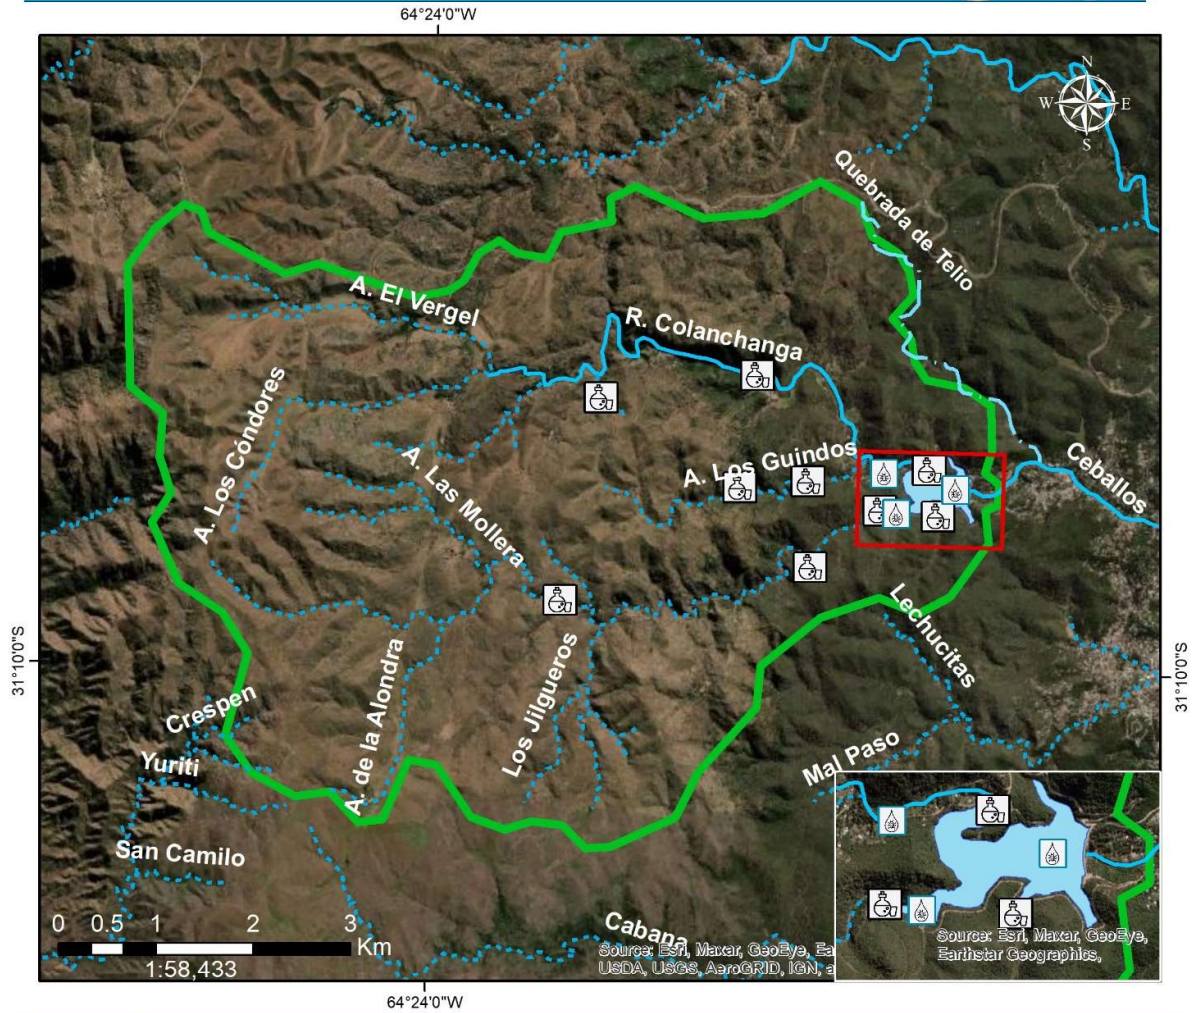 64°24'0"W
N
W E
S
Quebrada de Telio
A. El Vergel
R. Colanchanga
A. Los Cóndores
A. Las Mollera
A. Los Guindos
Ceballos
31°10'0"S
31°10'0"S
Lechucitas
A. de la Alondra
Los Jilgueros
Crespen
Yuriti
Mal Paso
San Camilo
Cabana
0 0.5 1 2 3
Km
1:58,433
Source: Esri, Maxar, GeoEye, Ea
USDA, USGS, AeroGRID, IGN, a
Source: Esri, Maxar, GeoEye,
Earthstar Geographics,
64°24'0"W